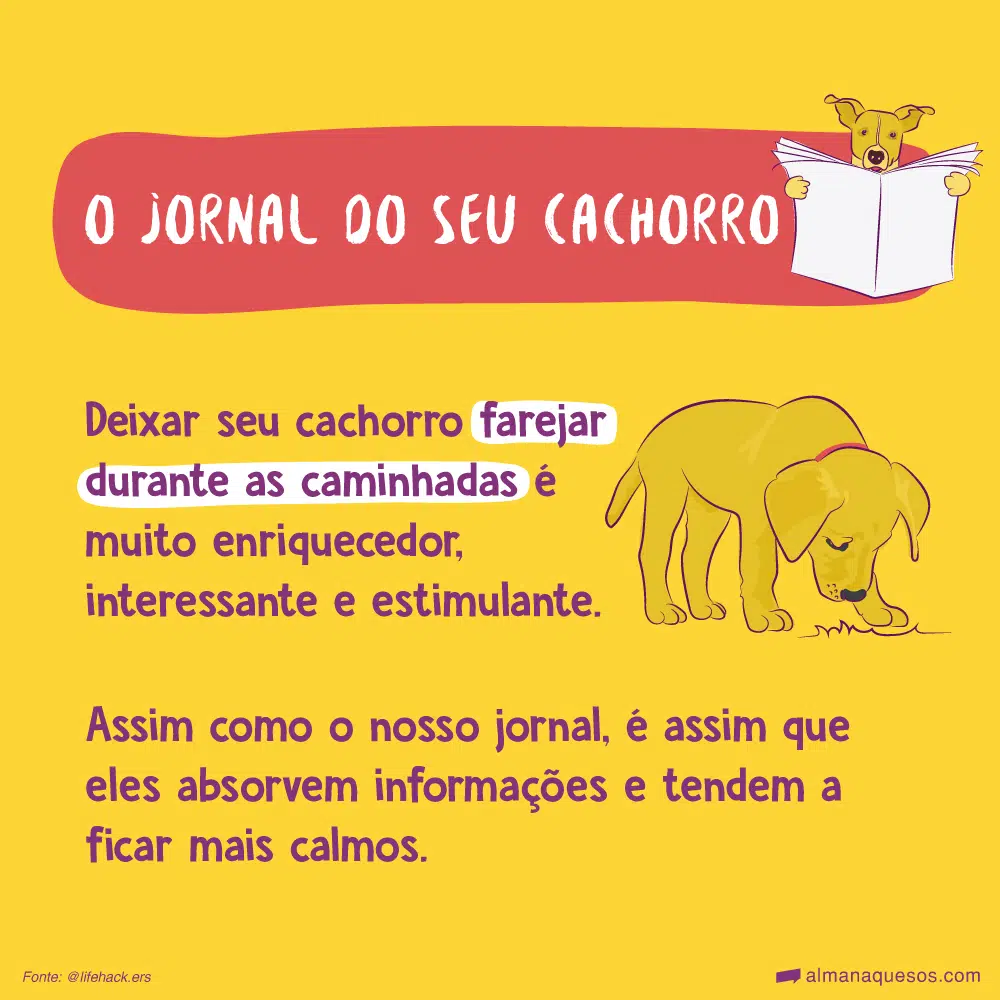 O JORNAL DO SEU CACHORRO
Deixar seu cachorro farejar
durante as caminhadas é
muito enriquecedor,
interessante e estimulante.
Assim como o nosso jornal, é assim que
eles absorvem informações e tendem a
ficar mais calmos.
Fonte: @lifehack.ers
almanaquesos.com